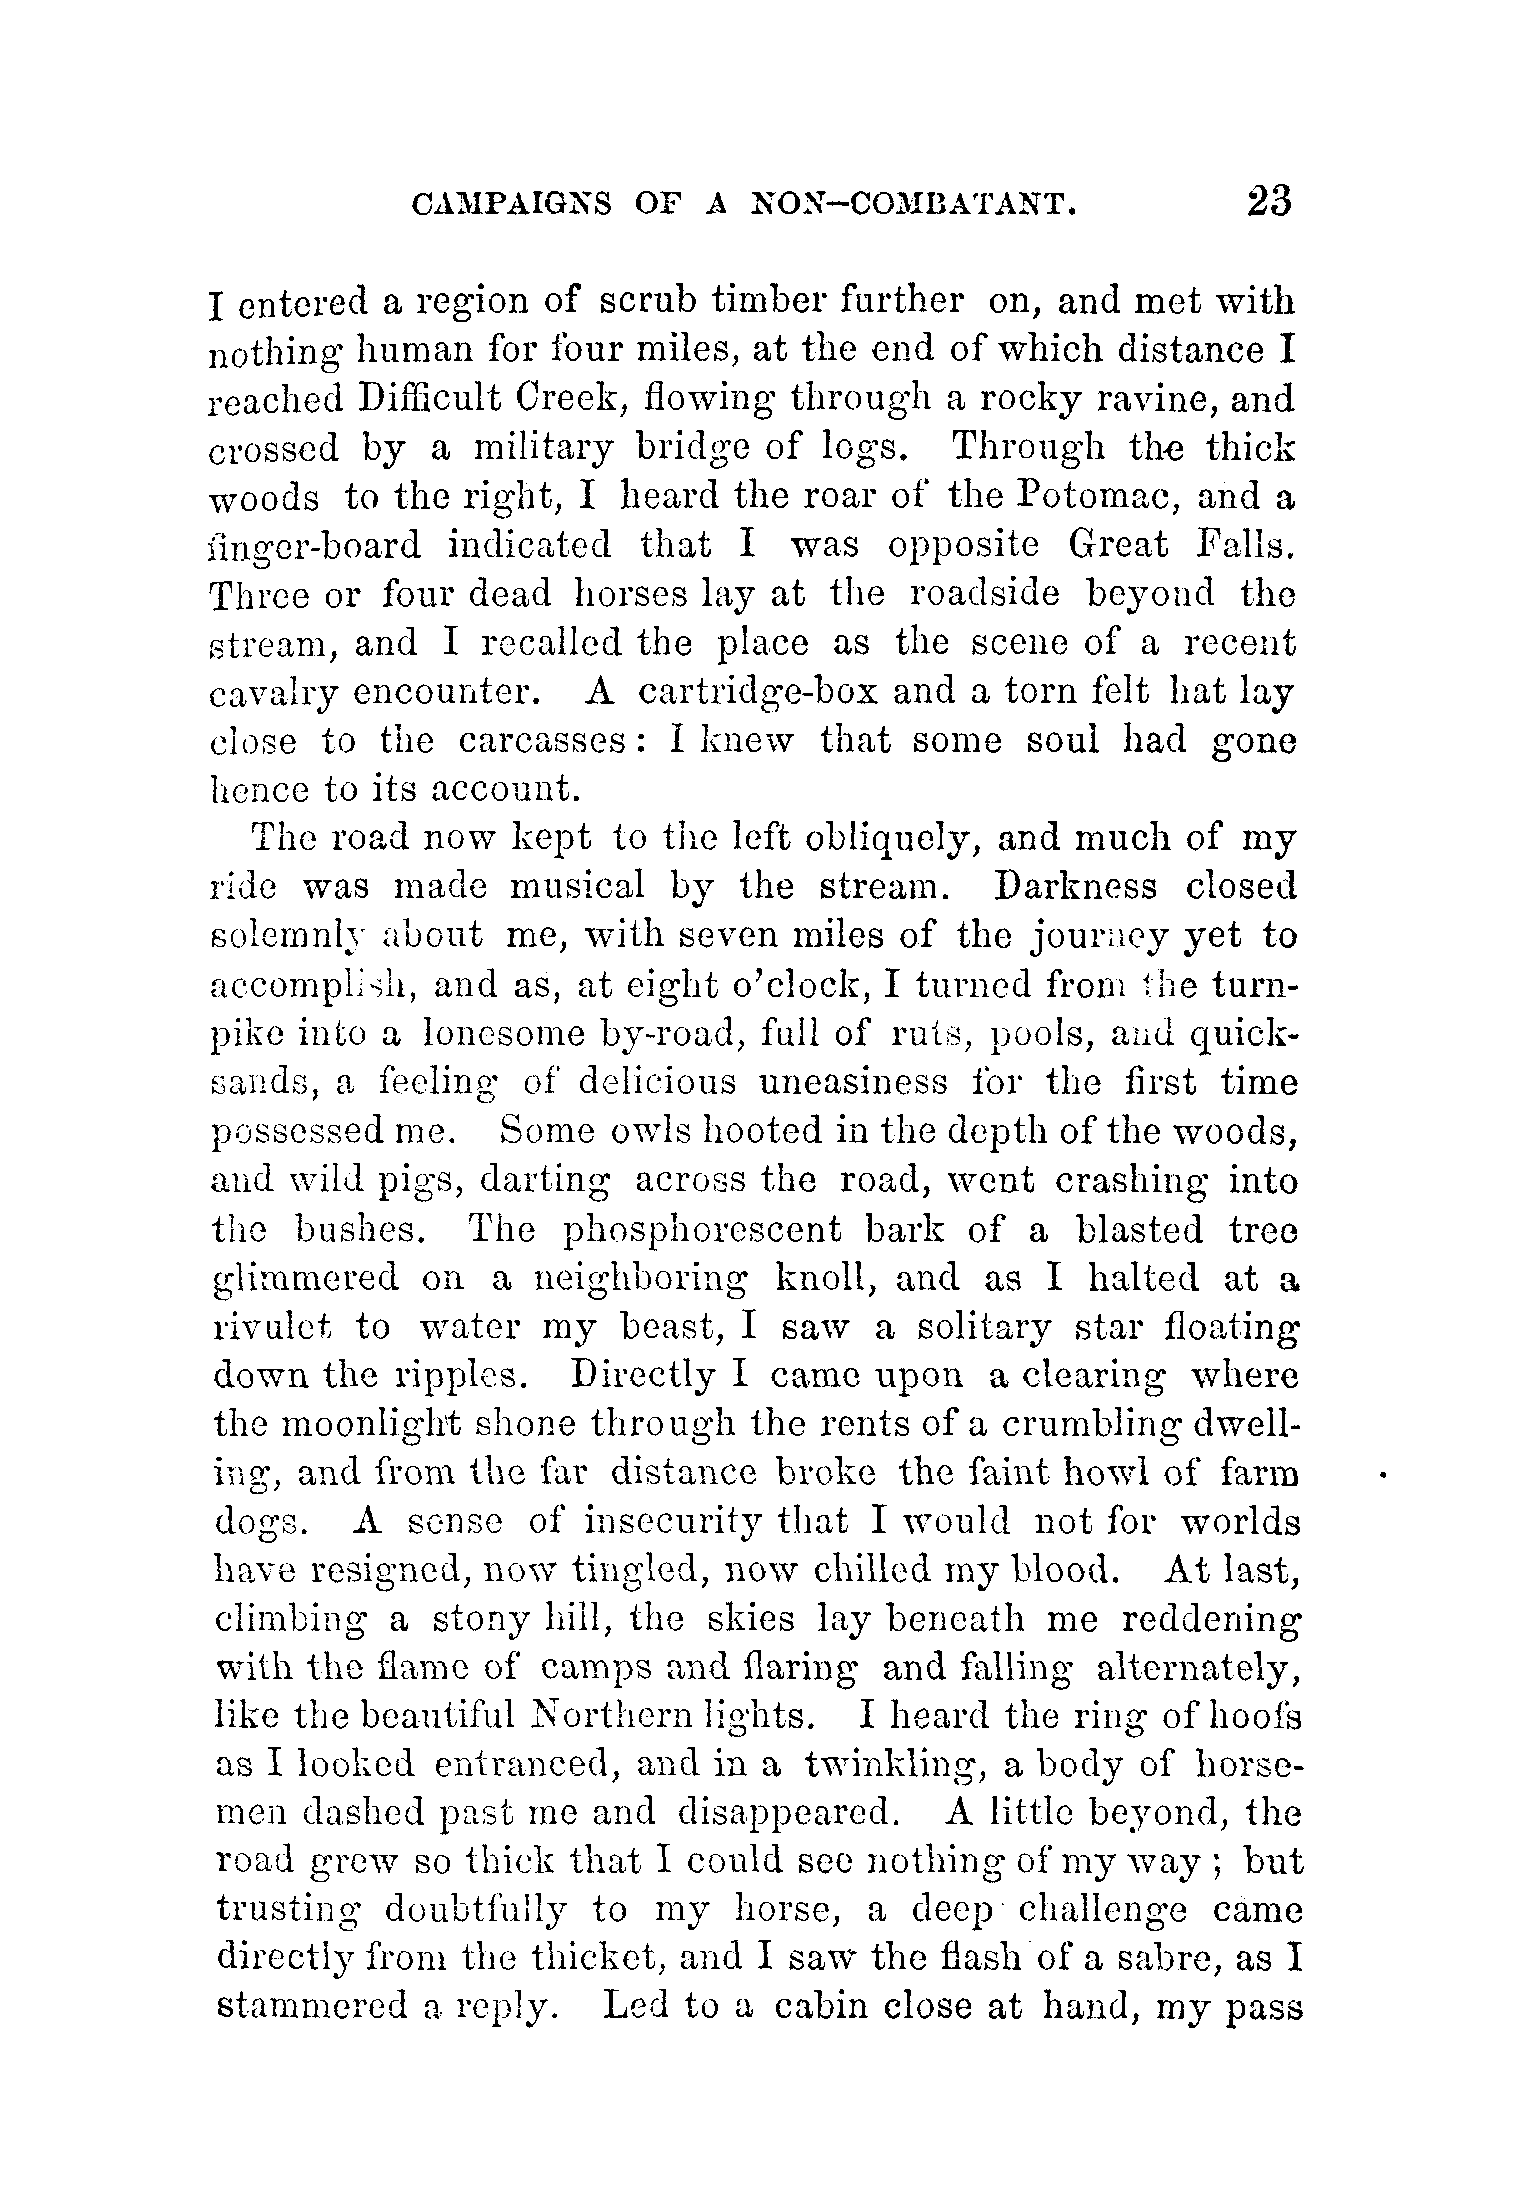 CAMPAIGNS OF A NON-COMBATANT. 23
I entered a region of scrub timber further on, and met with
nothing human for four miles, at the end of which distance I
reached Difficult Creek, flowing through a rocky ravine, and
crossed by a military bridge of logs. Through the thick
woods to the right, I heard the roar of the Potomac, and a
finger-board indicated that I was opposite Great Falls.
Three or four dead horses lay at the roadside beyond the
stream, and I recalled the place as the scene of a recent
cavalry encounter. A cartridge-box and a torn felt hat lay
close to the carcasses: I knew that some soul had gone
hence to its account.
The road now kept to the left obliquely, and much of my
ride was made musical by the stream. Darkness closed
solemnly about me, with seven miles of the journey yet to
accomplish, and as, at eight o'clock, I turned from the turn-
pike into a lonesome by-road, full of ruts, pools, and quick-
sands, a feeling of delicious uneasiness for the first time
possessed me. Some owls hooted in the depth of the woods,
and wild pigs, darting across the road, went crashing into
the bushes. The phosphorescent bark of a blasted tree
glimmered on a neighboring knoll, and as I halted at a
rivulet to water my beast, I saw a solitary star floating
down the ripples. Directly I came upon a clearing where
the moonlight shone through the rents of a crumbling dwell-
ing, and from the far distance broke the faint howl of farm
dogs. A sense of insecurity that I would not for worlds
have resigned, now tingled, now chilled my blood. At last,
climbing a stony hill, the skies lay beneath me reddening
with the flame of camps and flaring and falling alternately,
like the beautiful Northern lights. I heard the ring of hoofs
as I looked entranced, and in a twinkling, a body of horse-
men dashed past me and disappeared. A little beyond, the
road grew so thick that I could see nothing of my way; but
trusting doubtfully to my horse, a deep challenge came
directly from the thicket, and I saw the flash of a sabre, as I
stammered a reply. Led to a cabin close at hand, my pass